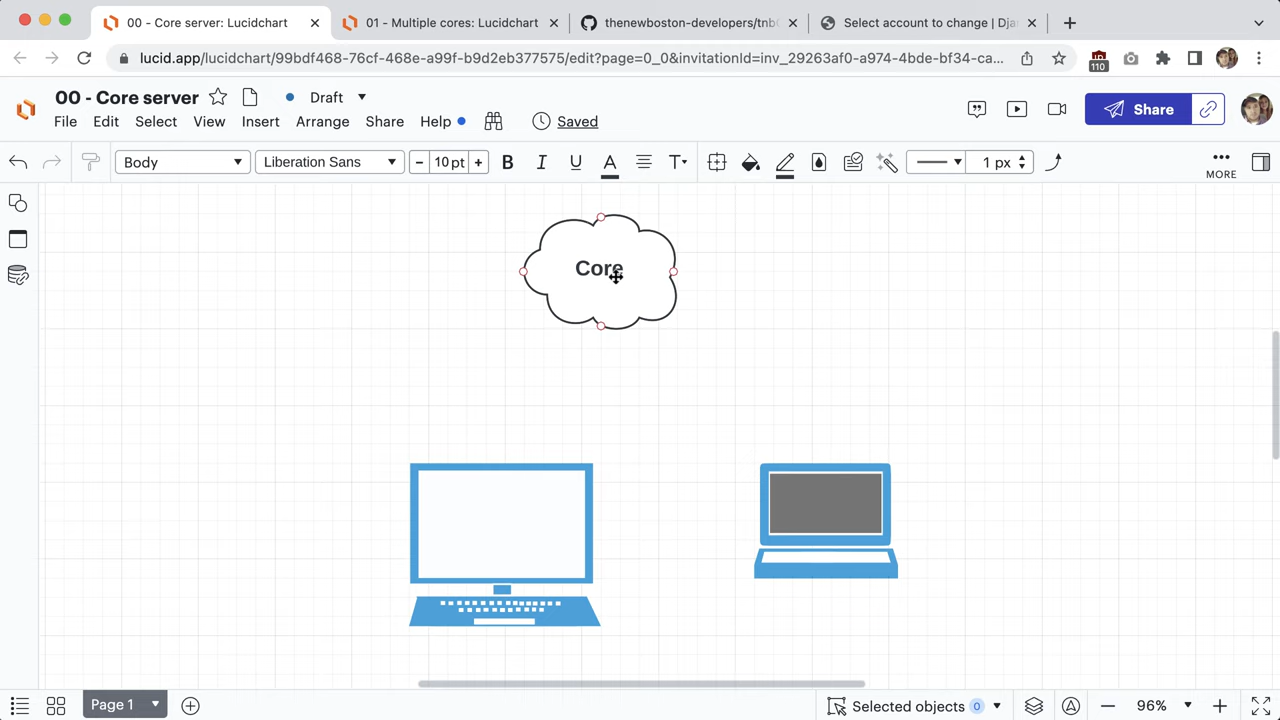 00 - Core server: Lucidchart
01 - Multiple cores: Lucidchart
thenewboston-developers/tnb
Select account to change | Dja
lucid.app/lucidchart/99bdf468-76cf-468e-a99f-b9d2eb377575/edit?page=0_0&invitationId=inv_29263af0-a974-4bde-bf34-ca...
110
00 - Core server
Draft
Share
File Edit Select View Insert Arrange Share Help
Saved
Body
Liberation Sans
10 pt
B I U A T
1 px
MORE
Core
Page 1
Selected objects 0
96%